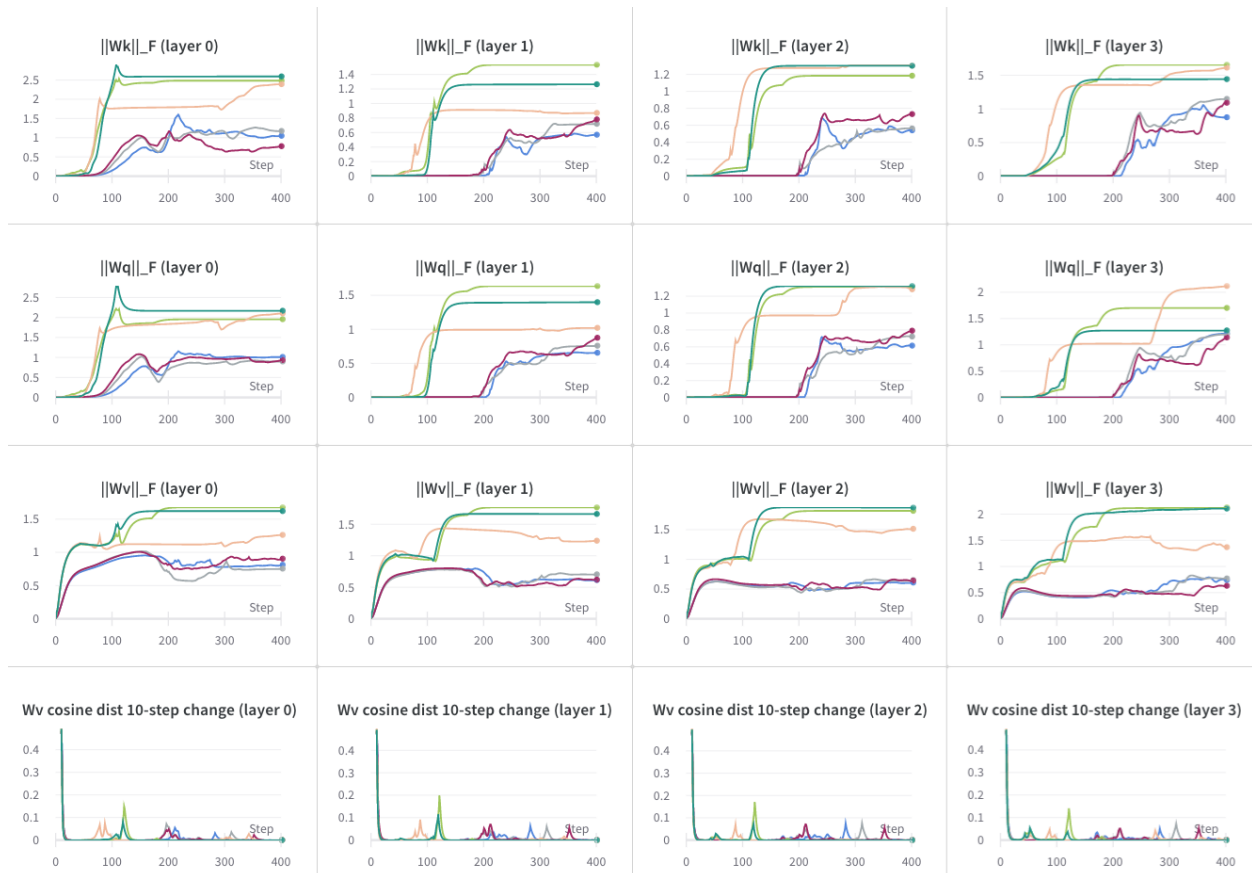 ||Wk||_F (layer 0)
2.5
2
1.5
1
0.5
0
Step
0 100 200 300 400
||Wk||_F (layer 1)
1.4
1.2
1
0.8
0.6
0.4
0.2
0
Step
0 100 200 300 400
||Wk||_F (layer 2)
1.2
1
0.8
0.6
0.4
0.2
0
Step
0 100 200 300 400
||Wk||_F (layer 3)
1.5
1
0.5
0
Step
0 100 200 300 400
||Wq||_F (layer 0)
2.5
2
1.5
1
0.5
0
Step
0 100 200 300 400
||Wq||_F (layer 1)
1.5
1
0.5
0
Step
0 100 200 300 400
||Wq||_F (layer 2)
1.2
1
0.8
0.6
0.4
0.2
0
Step
0 100 200 300 400
||Wq||_F (layer 3)
2
1.5
1
0.5
0
Step
0 100 200 300 400
||Wv||_F (layer 0)
1.5
1
0.5
0
Step
0 100 200 300 400
||Wv||_F (layer 1)
1.5
1
0.5
0
Step
0 100 200 300 400
||Wv||_F (layer 2)
1.5
1
0.5
0
Step
0 100 200 300 400
||Wv||_F (layer 3)
2
1.5
1
0.5
0
Step
0 100 200 300 400
Wv cosine dist 10-step change (layer 0)
0.4
0.3
0.2
0.1
0
Step
0 100 200 300 400
Wv cosine dist 10-step change (layer 1)
0.4
0.3
0.2
0.1
0
Step
0 100 200 300 400
Wv cosine dist 10-step change (layer 2)
0.4
0.3
0.2
0.1
0
Step
0 100 200 300 400
Wv cosine dist 10-step change (layer 3)
0.4
0.3
0.2
0.1
0
Step
0 100 200 300 400